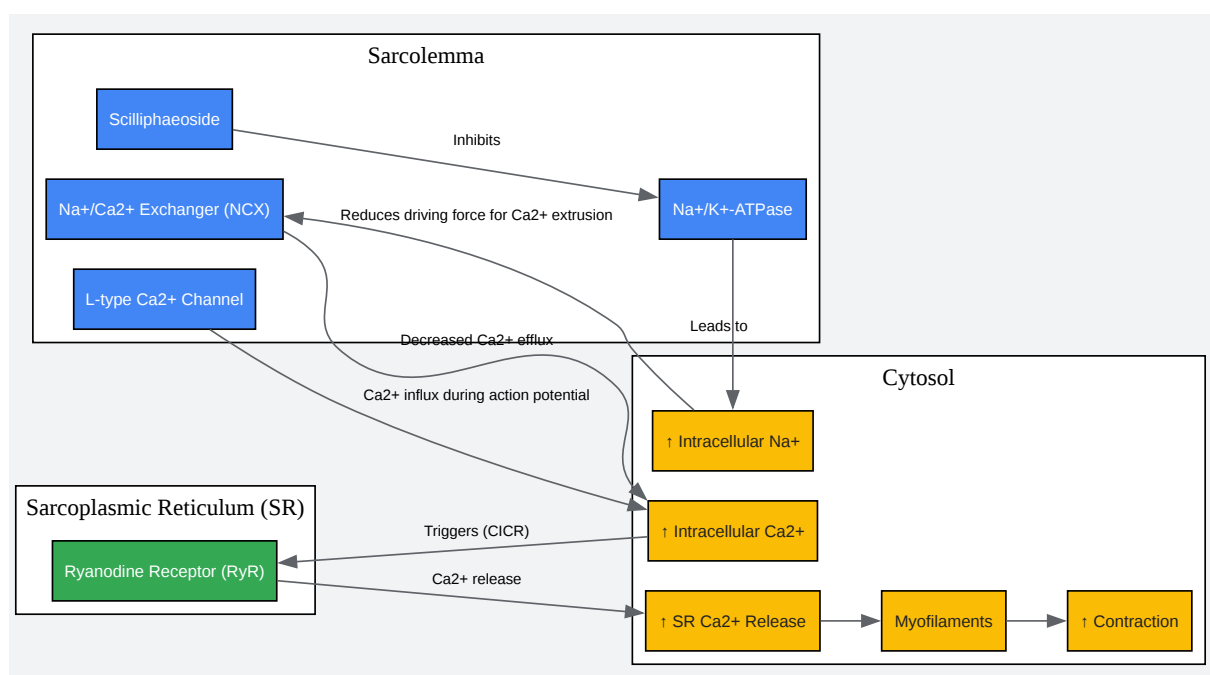 Sarcolemma
Scilliphaeoside
Inhibits
Na+/Ca2+ Exchanger (NCX)
Reduces driving force for Ca2+ extrusion
Na+/K+-ATPase
L-type Ca2+ Channel
Leads to
Decreased Ca2+ efflux
Cytosol
Ca2+ influx during action potential
↑ Intracellular Na+
Sarcoplasmic Reticulum (SR)
Triggers (CICR)
↑ Intracellular Ca2+
Ryanodine Receptor (RyR)
Ca2+ release
↑ SR Ca2+ Release
Myofilaments
↑ Contraction